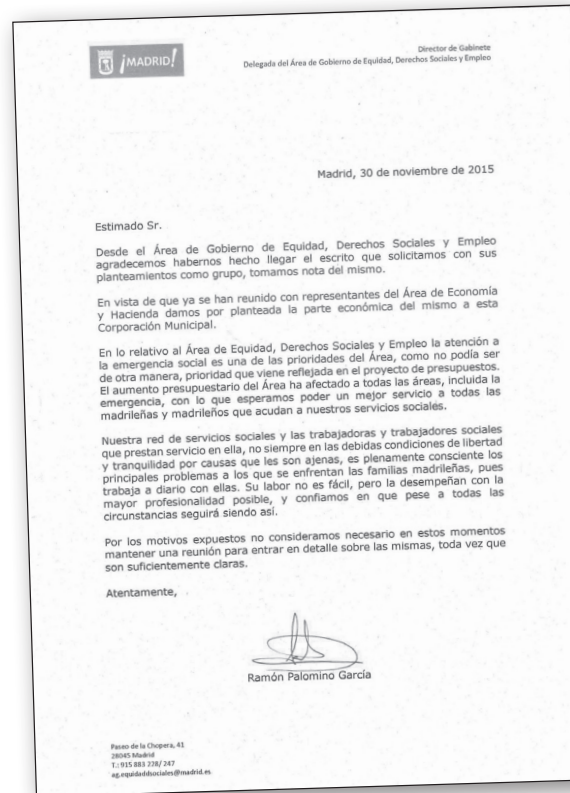 ¡MADRID!
Director de Gabinete
Delegada del Área de Gobierno de Equidad, Derechos Sociales y Empleo
Madrid, 30 de noviembre de 2015
Estimado Sr.
Desde el Área de Gobierno de Equidad, Derechos Sociales y Empleo
agradecemos habernos hecho llegar el escrito que solicitamos con sus
planteamientos como grupo, tomamos nota del mismo.
En vista de que ya se han reunido con representantes del Área de Economía
y Hacienda damos por planteada la parte económica del mismo a esta
Corporación Municipal.
En lo relativo al Área de Equidad, Derechos Sociales y Empleo la atención a
la emergencia social es una de las prioridades del Área, como no podía ser
de otra manera, prioridad que viene reflejada en el proyecto de presupuestos.
El aumento presupuestario del Área ha afectado a todas las áreas, incluida la
emergencia, con lo que esperamos poder un mejor servicio a todas las
madrileñas y madrileños que acudan a nuestros servicios sociales.
Nuestra red de servicios sociales y las trabajadoras y trabajadores sociales
que prestan servicio en ella, no siempre en las debidas condiciones de libertad
y tranquilidad por causas que les son ajenas, es plenamente consciente los
principales problemas a los que se enfrentan las familias madrileñas, pues
trabaja a diario con ellas. Su labor no es fácil, pero la desempeñan con la
mayor profesionalidad posible, y confiamos en que pese a todas las
circunstancias seguirá siendo así.
Por los motivos expuestos no consideramos necesario en estos momentos
mantener una reunión para entrar en detalle sobre las mismas, toda vez que
son suficientemente claras.
Atentamente,
Ramón Palomino García
Paseo de la Chopera, 41
28045 Madrid
T.: 915 883 228/ 247
ag.equidaddsociales@madrid.es